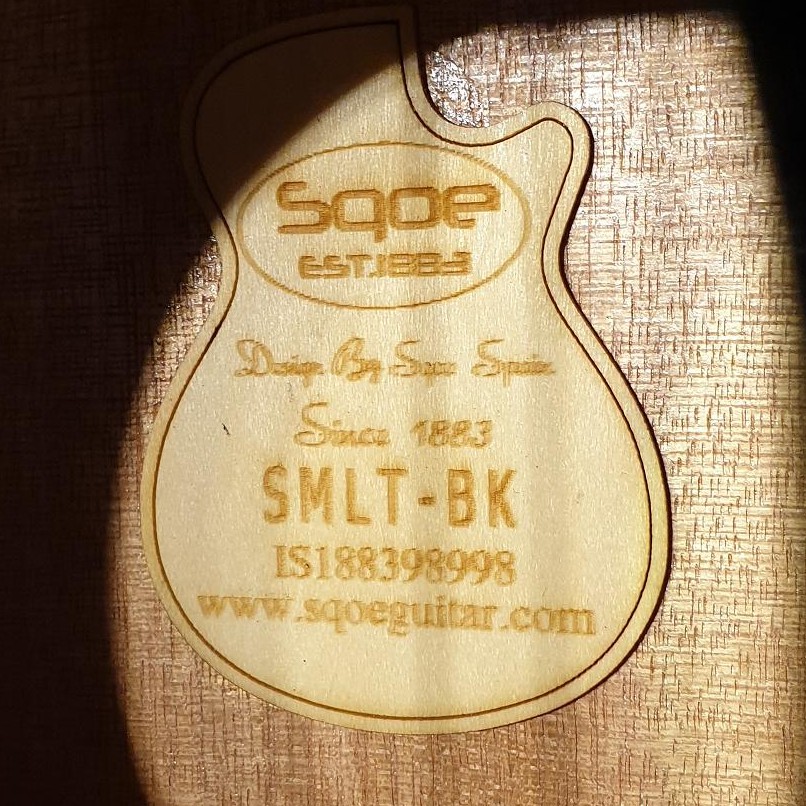 Sqoe
EST.1883
Design By Sqoe Spain
Since 1883
SMLT-BK
IS188398998
www.sqoeguitar.com